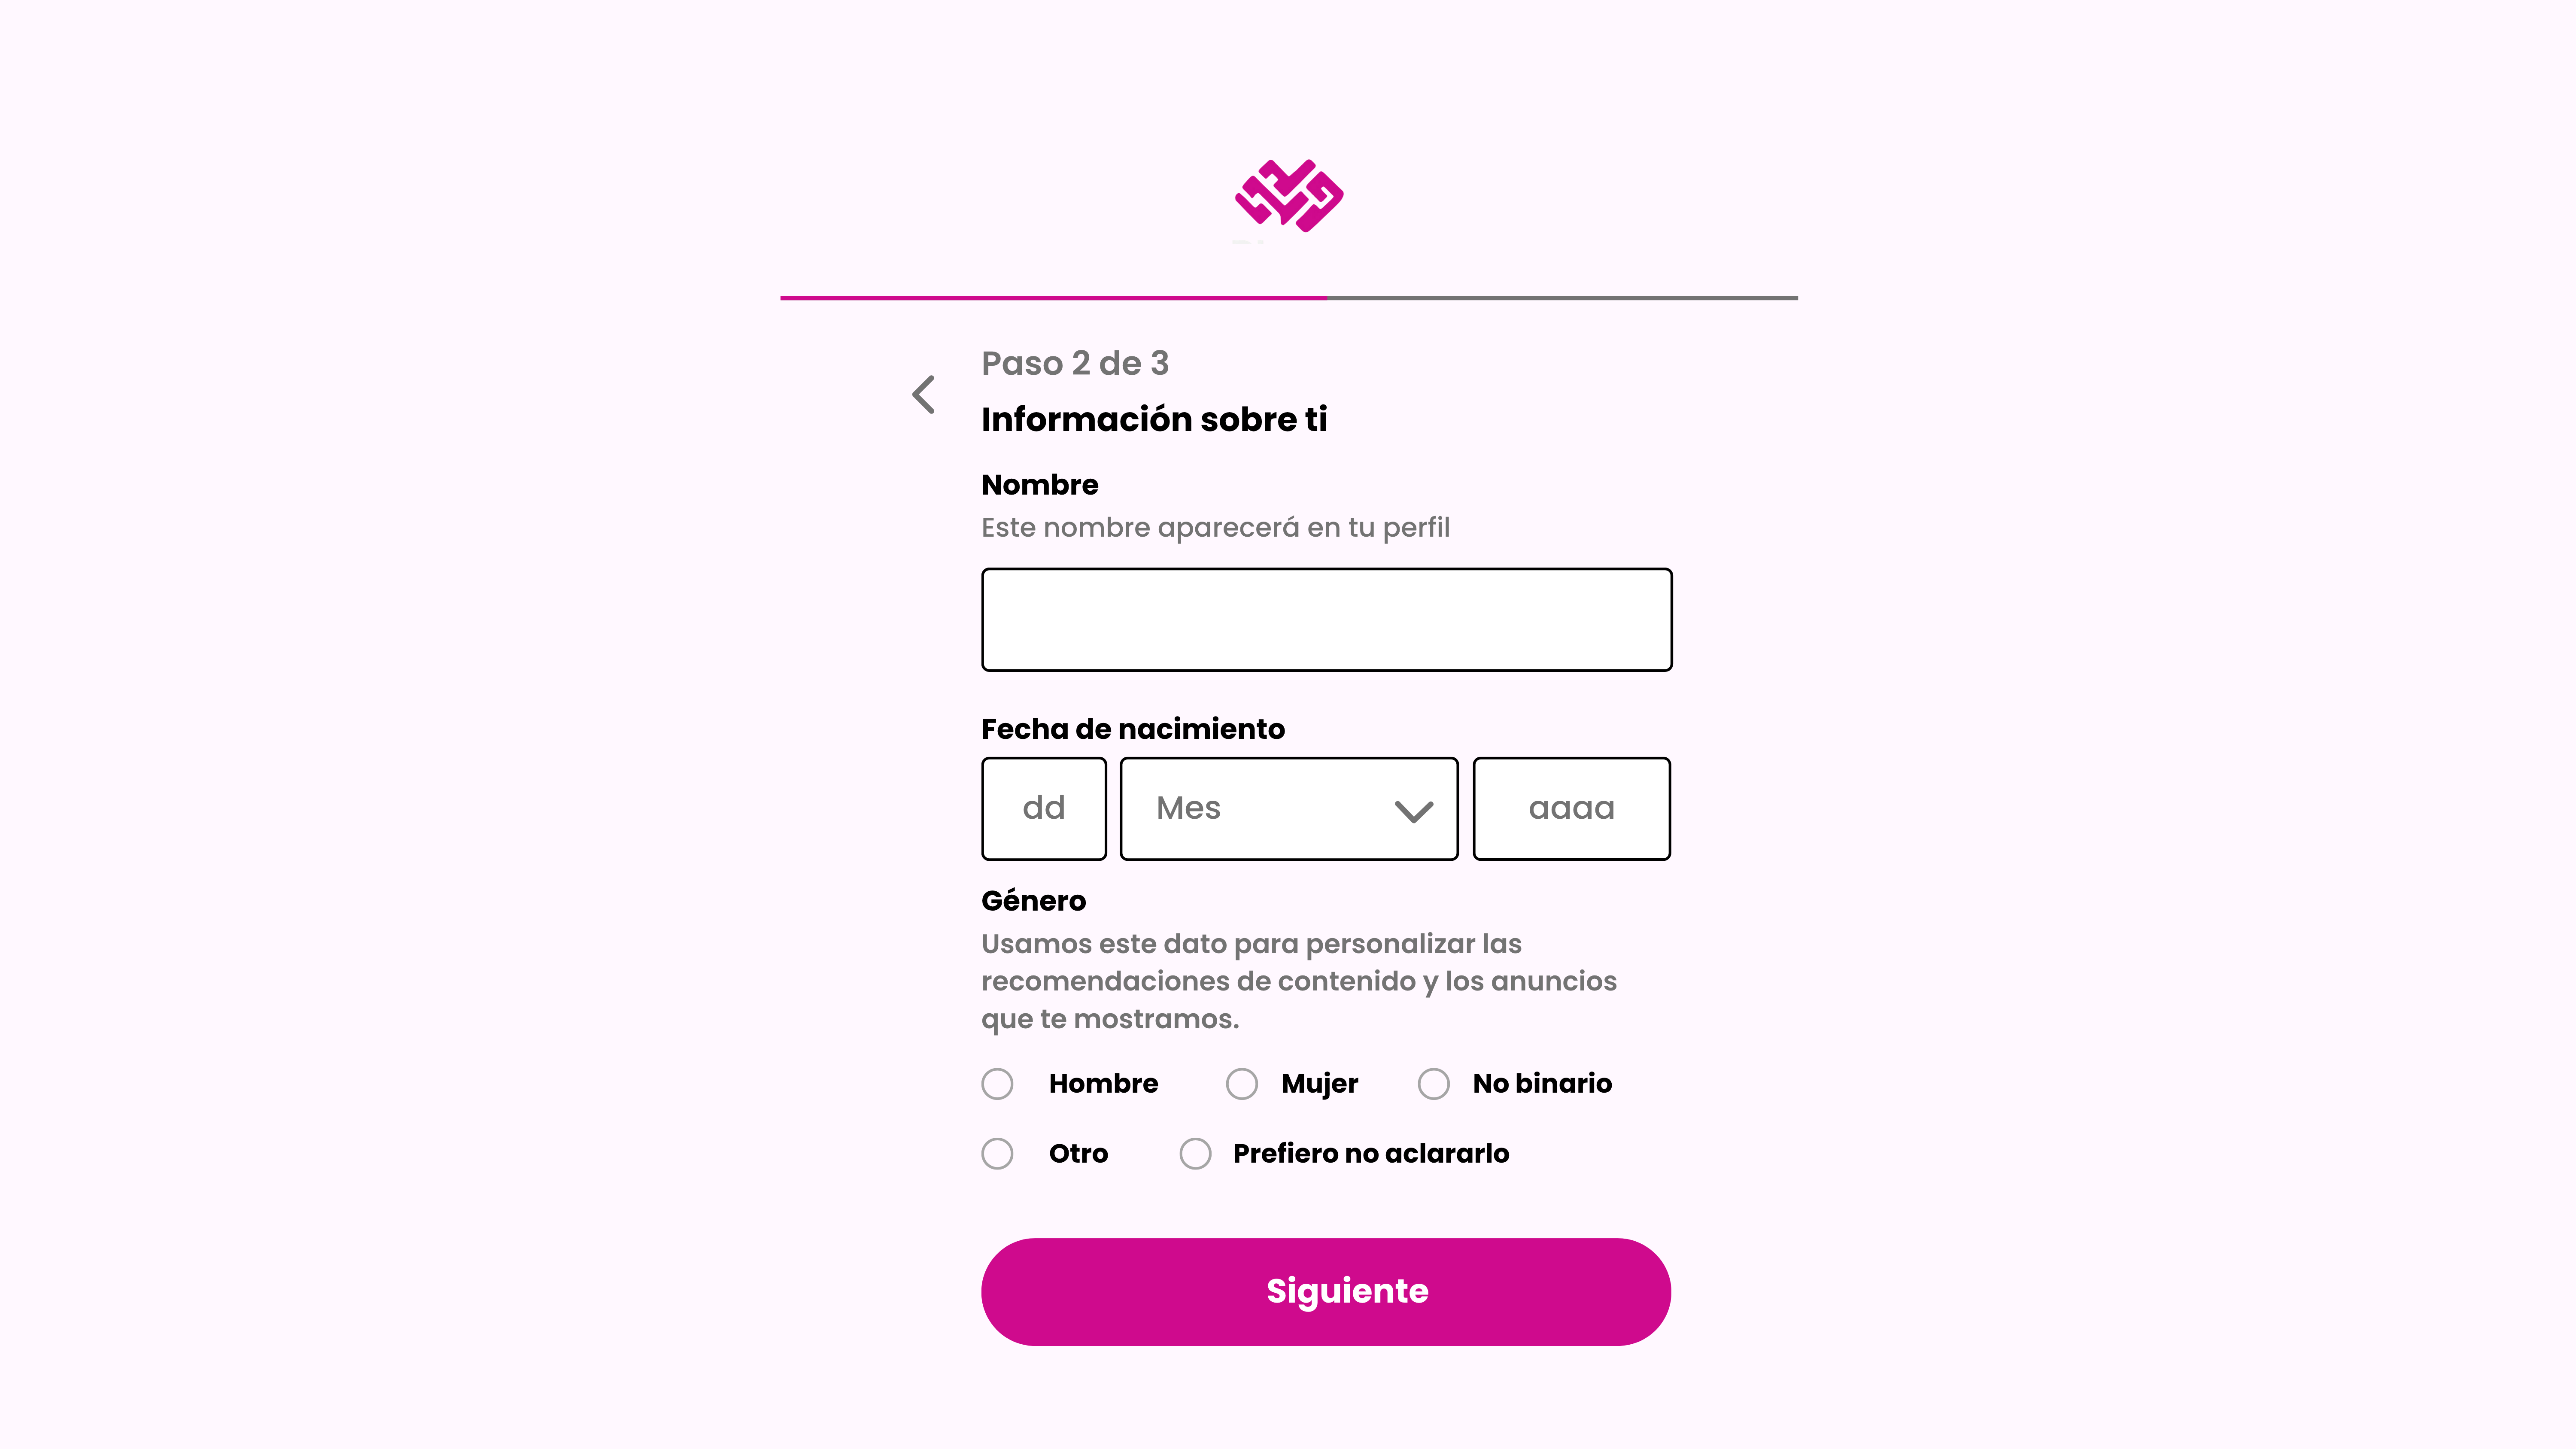 Paso 2 de 3
Información sobre ti
Nombre
Este nombre aparecerá en tu perfil
Fecha de nacimiento
dd Mes aaaa
Género
Usamos este dato para personalizar las
recomendaciones de contenido y los anuncios
que te mostramos.
Hombre Mujer No binario
Otro Prefiero no aclararlo
Siguiente